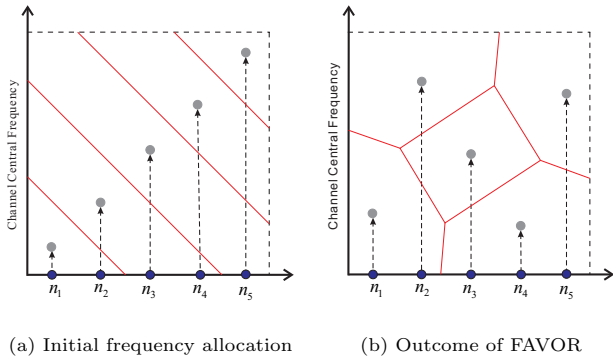 Channel Central Frequency
n1 n2 n3 n4 n5
(a) Initial frequency allocation
Channel Central Frequency
n1 n2 n3 n4 n5
(b) Outcome of FAVOR